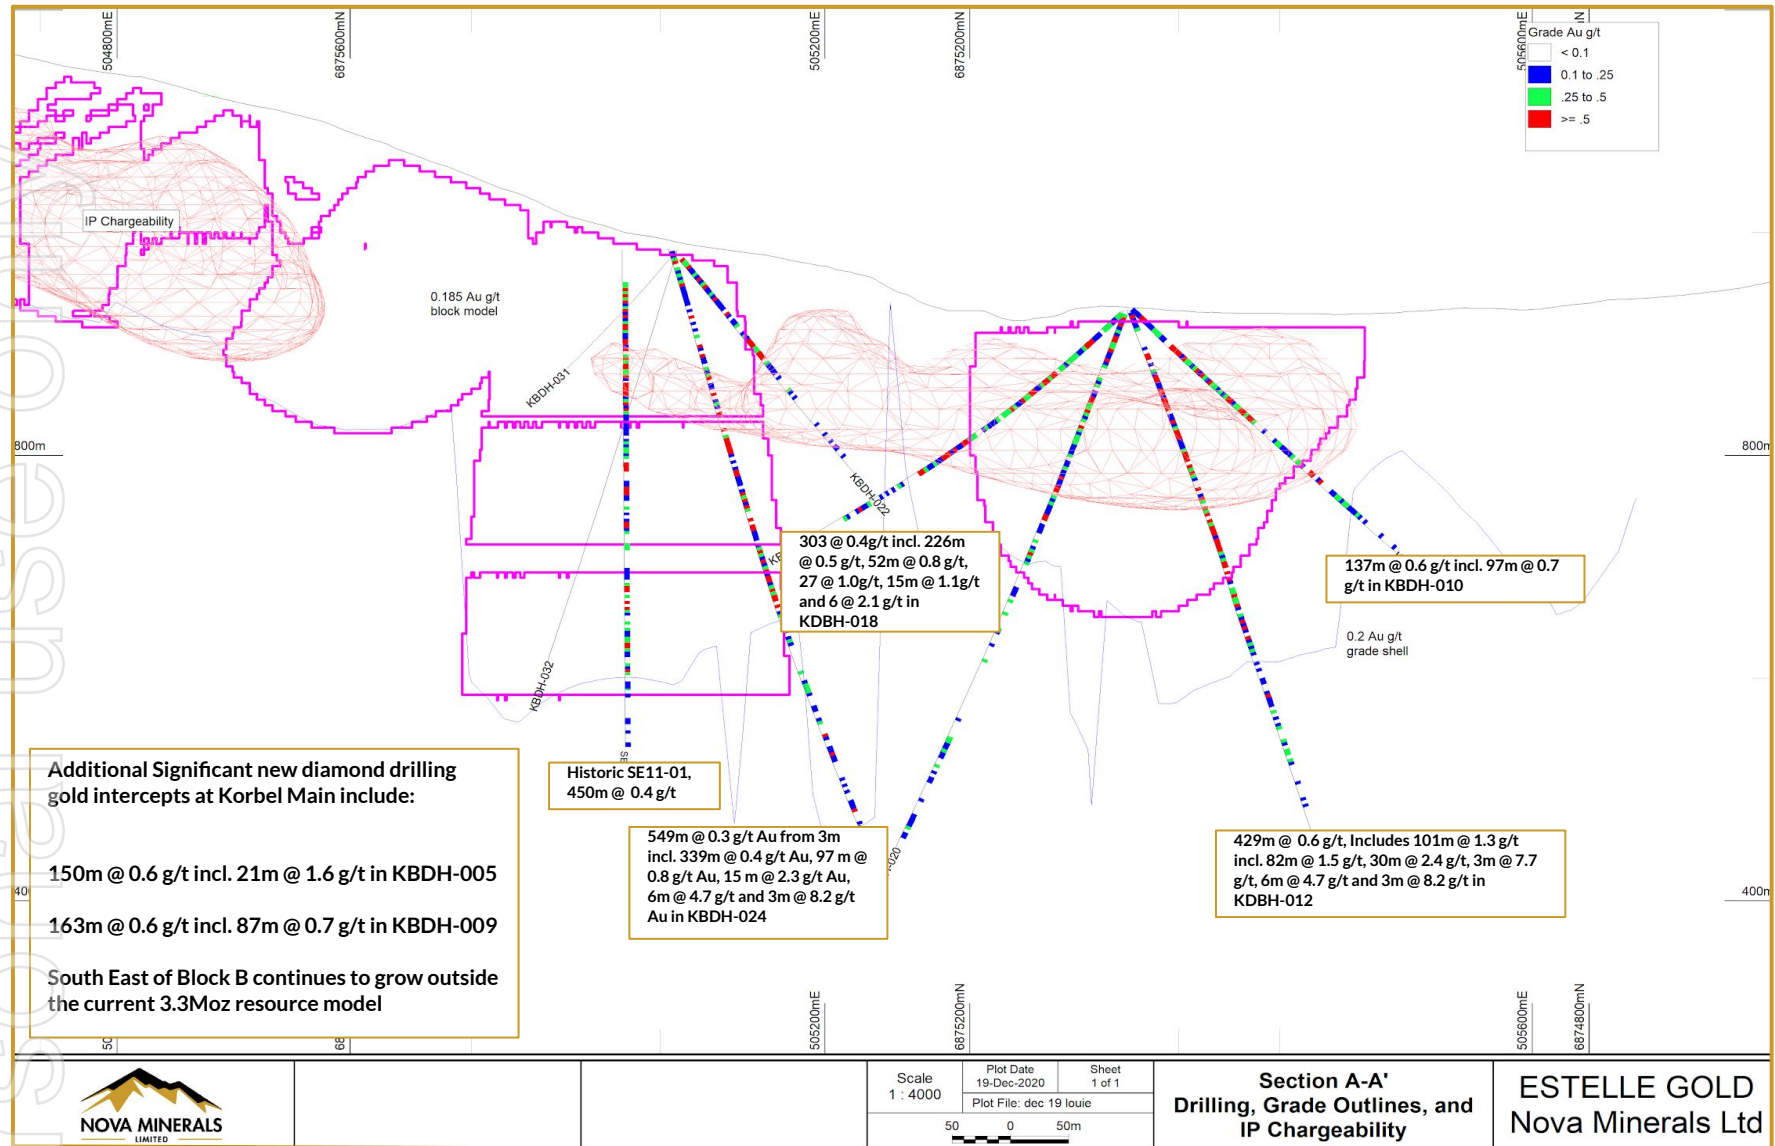 504800mE
6875600mN
505200mE
6875200mN
505600mE
Grade Au g/t
< 0.1
0.1 to .25
.25 to .5
>= .5
IP Chargeability
0.185 Au g/t
block model
KBDH-031
KBDH-022
KBDH-032
800m
800m
303 @ 0.4g/t incl. 226m
@ 0.5 g/t, 52m @ 0.8 g/t,
27 @ 1.0g/t, 15m @ 1.1g/t
and 6 @ 2.1 g/t in
KDBH-018
137m @ 0.6 g/t incl. 97m @ 0.7
g/t in KBDH-010
0.2 Au g/t
grade shell
Historic SE11-01,
450m @ 0.4 g/t
549m @ 0.3 g/t Au from 3m
incl. 339m @ 0.4 g/t Au, 97 m @
0.8 g/t Au, 15 m @ 2.3 g/t Au,
6m @ 4.7 g/t and 3m @ 8.2 g/t
Au in KBDH-024
429m @ 0.6 g/t, Includes 101m @ 1.3 g/t
incl. 82m @ 1.5 g/t, 30m @ 2.4 g/t, 3m @ 7.7
g/t, 6m @ 4.7 g/t and 3m @ 8.2 g/t in
KDBH-012
Additional Significant new diamond drilling
gold intercepts at Korbel Main include:
150m @ 0.6 g/t incl. 21m @ 1.6 g/t in KBDH-005
163m @ 0.6 g/t incl. 87m @ 0.7 g/t in KBDH-009
South East of Block B continues to grow outside
the current 3.3Moz resource model
400m
505200mE
6875200mN
505600mE
6874800mN
NOVA MINERALS
LIMITED
Scale
1 : 4000
Plot Date
19-Dec-2020
Sheet
1 of 1
Plot File: dec 19 louie
50 0 50m
Section A-A'
Drilling, Grade Outlines, and
IP Chargeability
ESTELLE GOLD
Nova Minerals Ltd